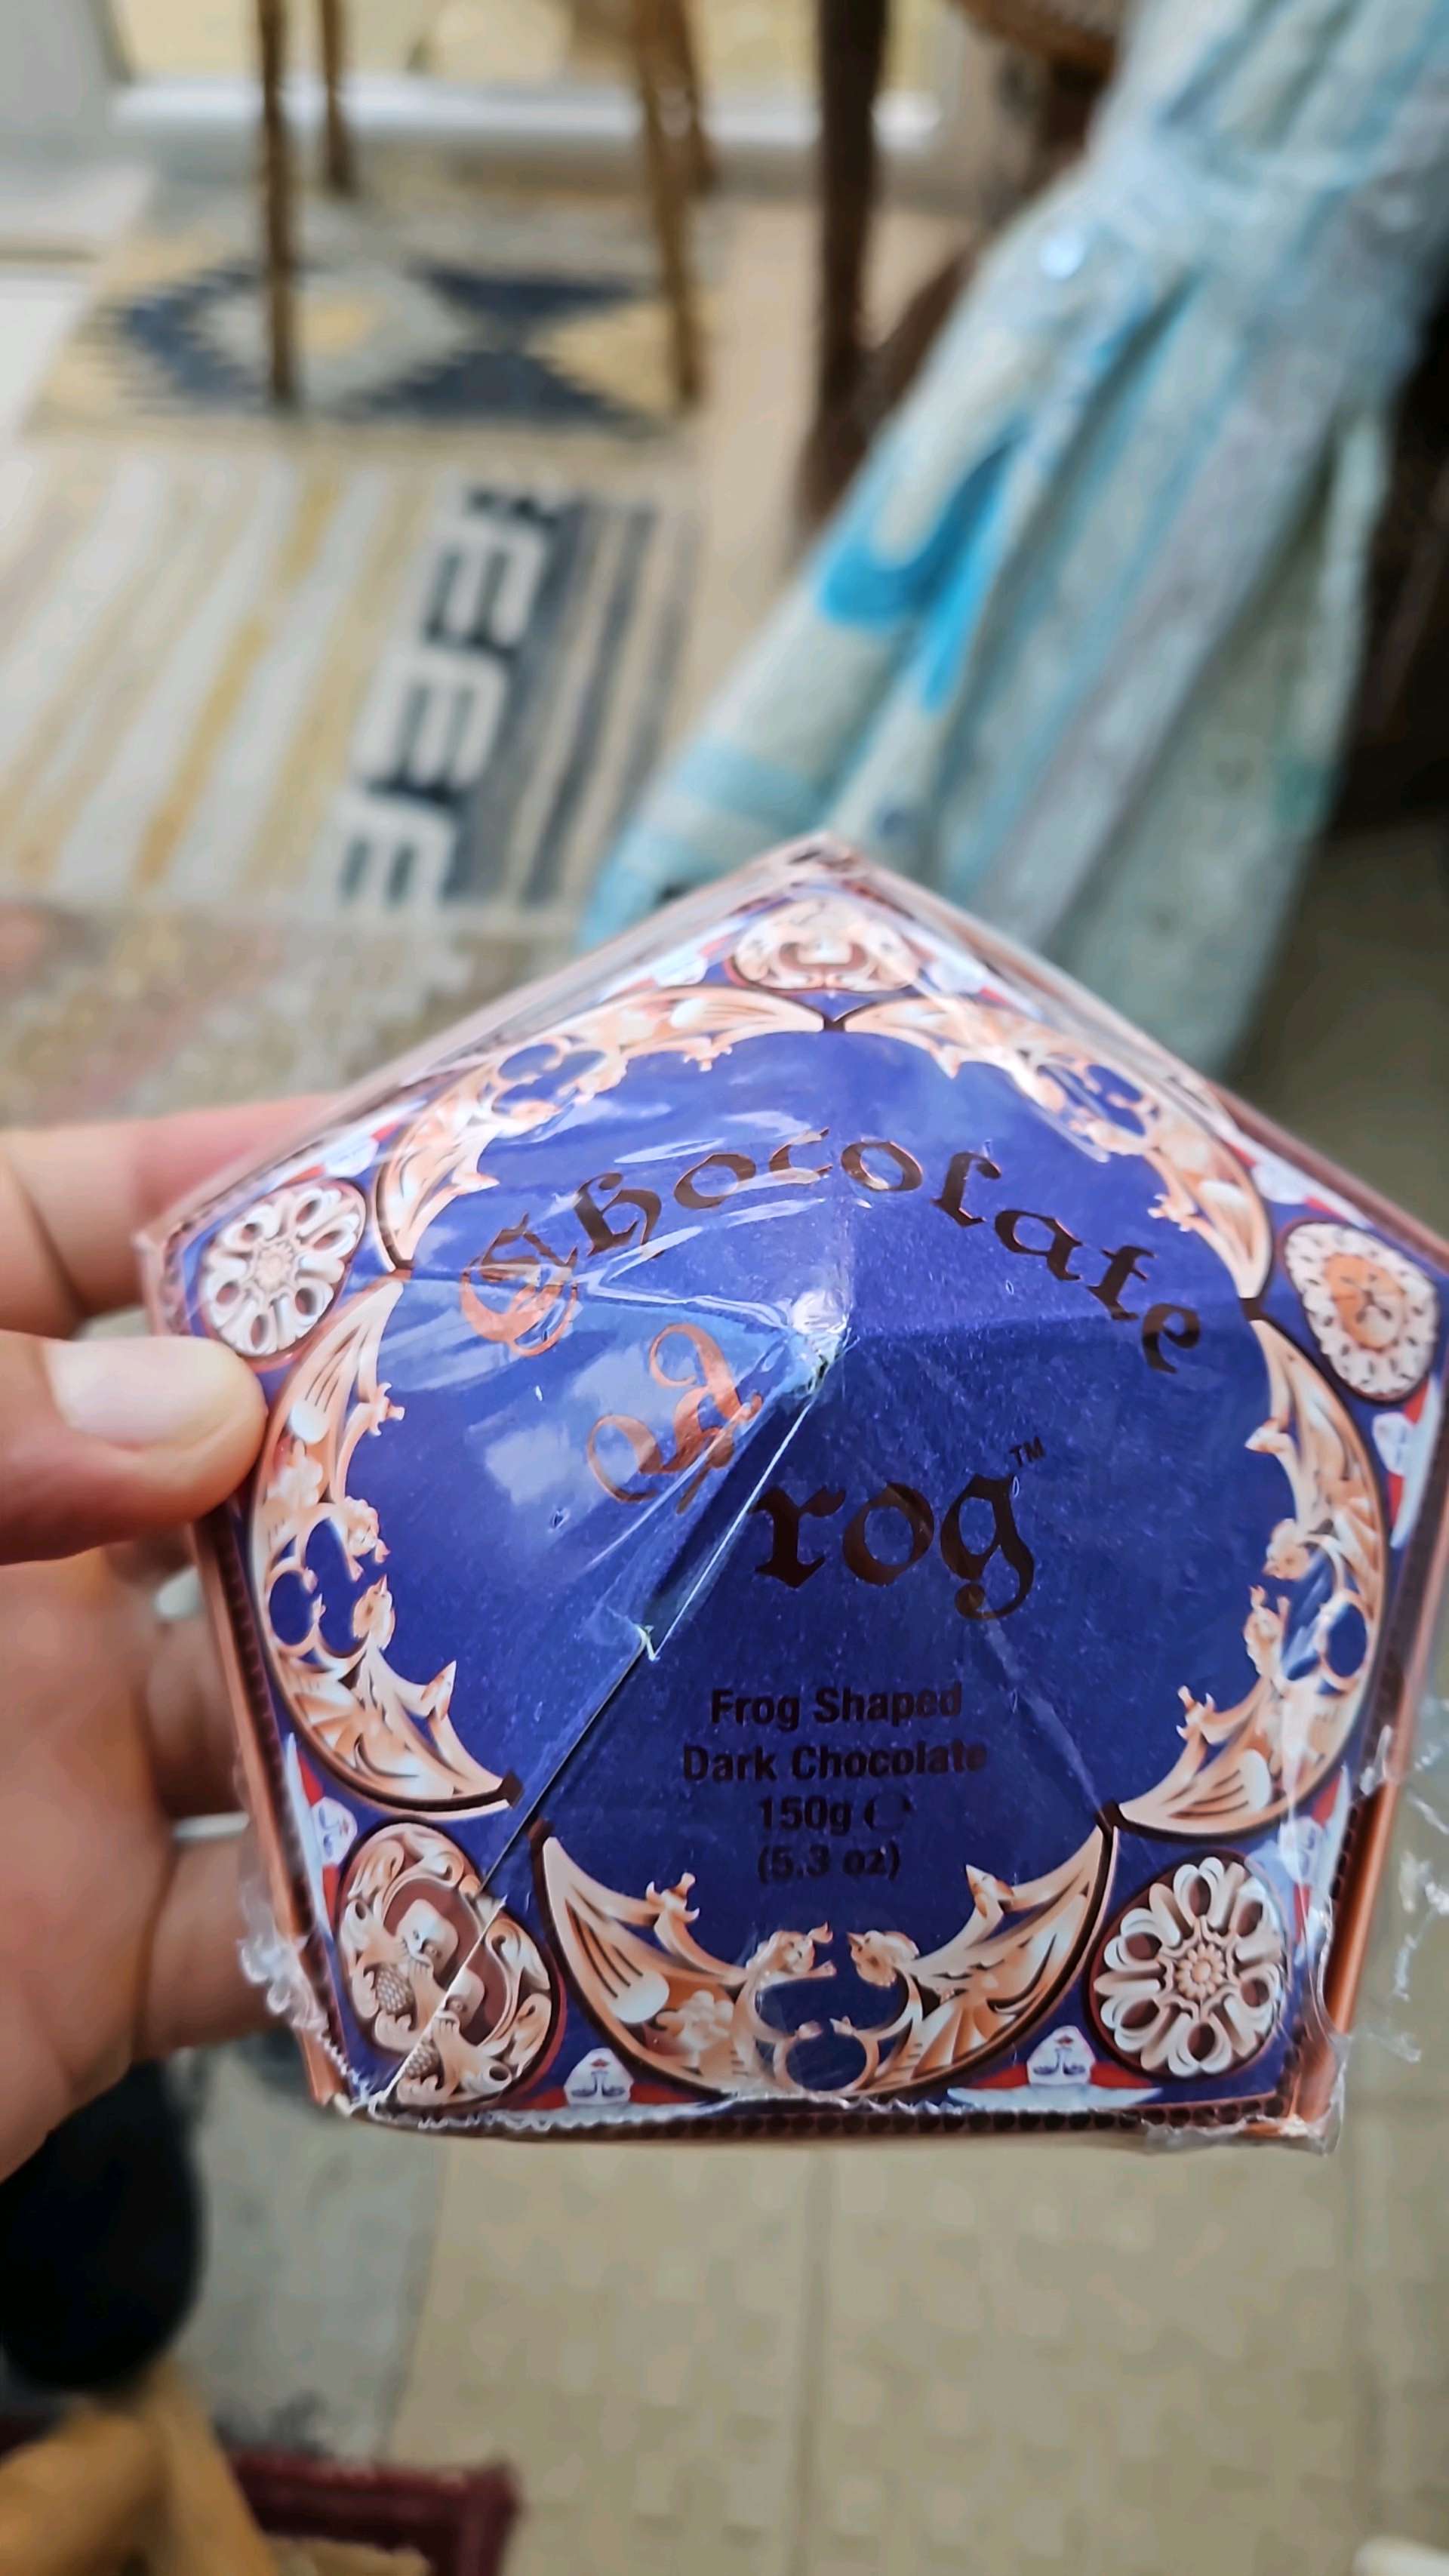 Chocolate
Frog™
Frog Shaped
Dark Chocolate
150g ℮
(5.3 oz)